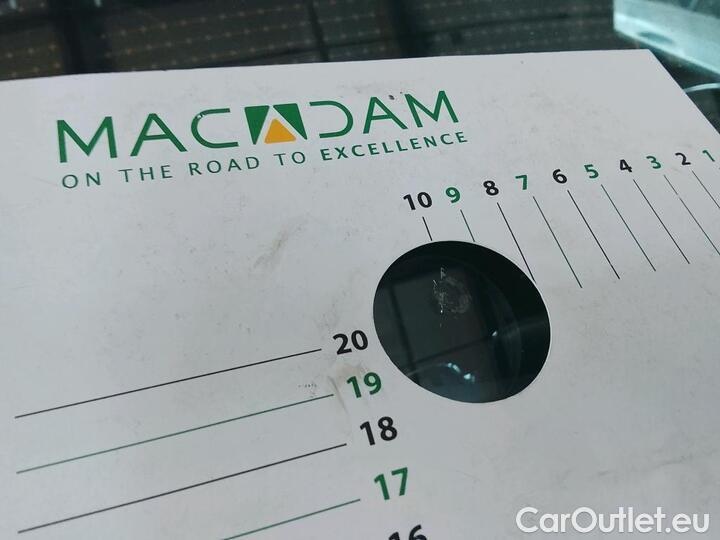 MACADAM
ON THE ROAD TO EXCELLENCE
10 9 8 7 6 5 4 3 2 1
20
19
18
17
16
CarOutlet.eu